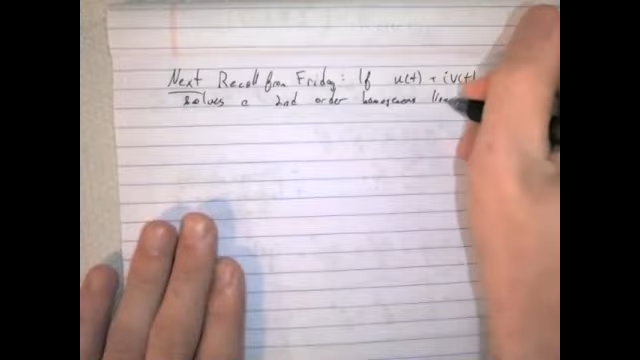 Next Recall from Friday: If u(t) + iv(t)
solves a 2nd order homogeneous